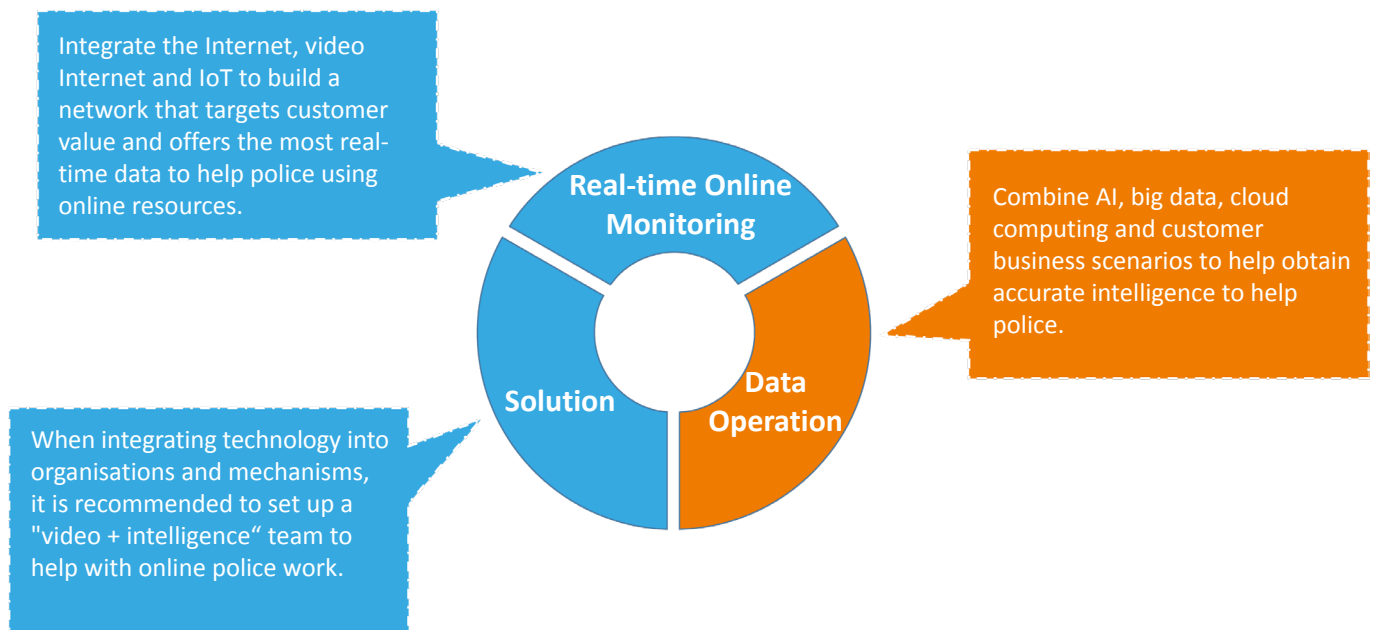 Integrate the Internet, video
Internet and IoT to build a
network that targets customer
value and offers the most real-
time data to help police using
online resources.
Real-time Online
Monitoring
Combine AI, big data, cloud
computing and customer
business scenarios to help obtain
accurate intelligence to help
police.
Solution
Data
Operation
When integrating technology into
organisations and mechanisms,
it is recommended to set up a
"video + intelligence“ team to
help with online police work.